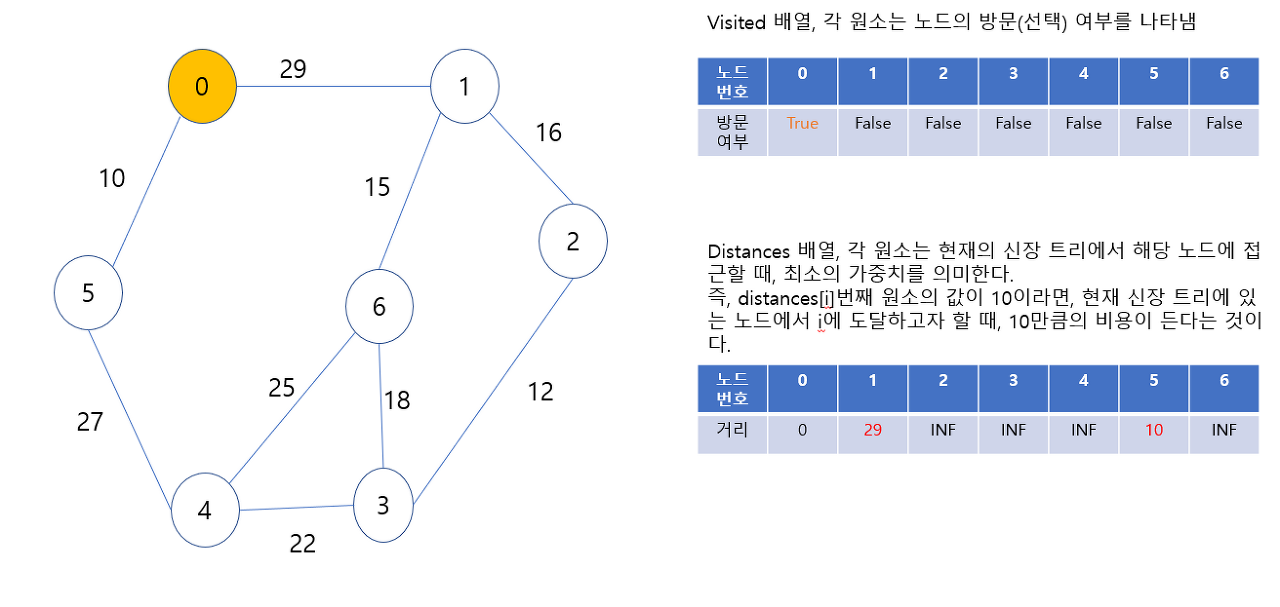 Visited 배열, 각 원소는 노드의 방문(선택) 여부를 나타냄
노드 번호 0 1 2 3 4 5 6
방문 여부 True False False False False False False
Distances 배열, 각 원소는 현재의 신장 트리에서 해당 노드에 접
근할 때, 최소의 가중치를 의미한다.
즉, distances[i]번째 원소의 값이 10이라면, 현재 신장 트리에 있
는 노드에서 i에 도달하고자 할 때, 10만큼의 비용이 든다는 것이
다.
노드 번호 0 1 2 3 4 5 6
거리 0 29 INF INF INF 10 INF
0
29
1
16
10
15
2
5
6
25
18
12
27
4
3
22